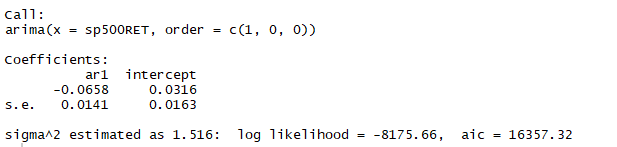 Call:
arima(x = sp500RET, order = c(1, 0, 0))
Coefficients:
ar1 intercept
-0.0658 0.0316
s.e. 0.0141 0.0163
sigma^2 estimated as 1.516: log likelihood = -8175.66, aic = 16357.32